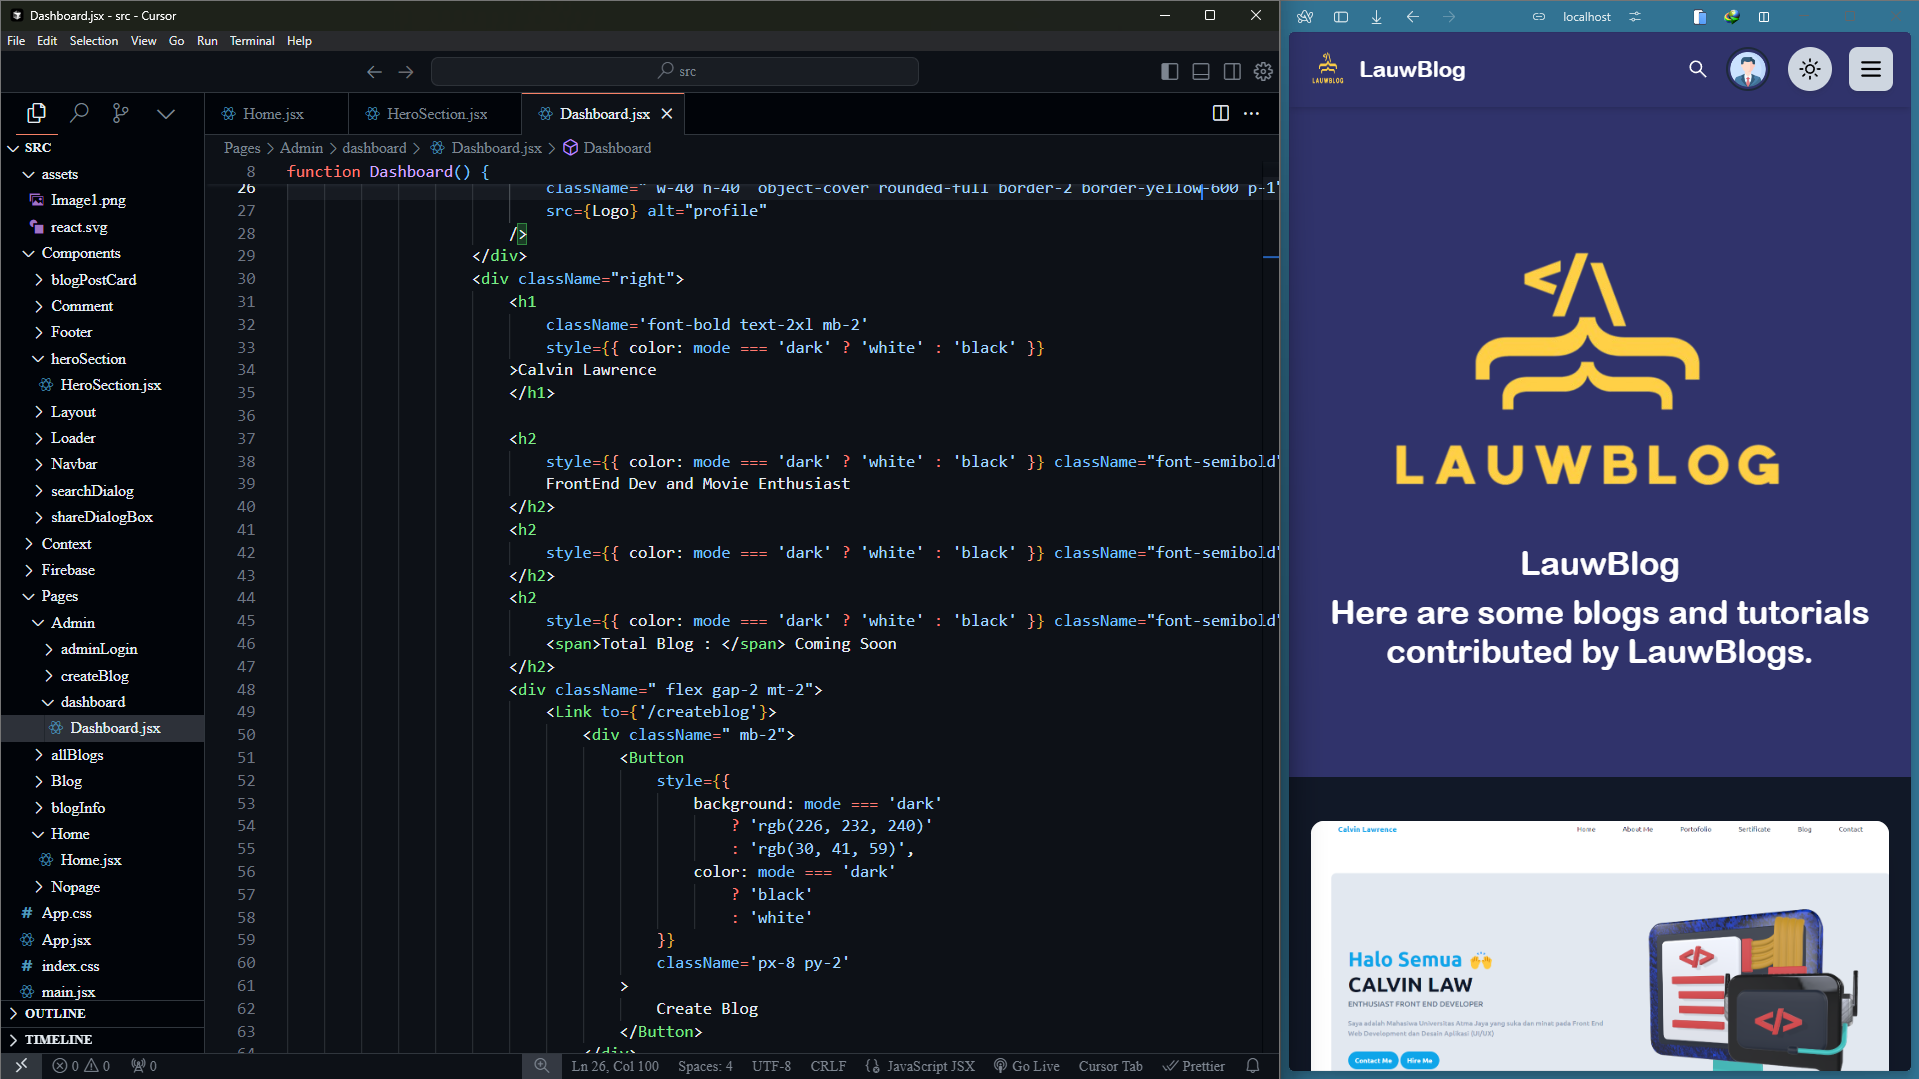 Dashboard.jsx - src - Cursor
File Edit Selection View Go Run Terminal Help
src
Home.jsx
HeroSection.jsx
Dashboard.jsx
Pages > Admin > dashboard > Dashboard.jsx > Dashboard
SRC
assets
Image1.png
react.svg
Components
blogPostCard
Comment
Footer
heroSection
HeroSection.jsx
Layout
Loader
Navbar
searchDialog
shareDialogBox
Context
Firebase
Pages
Admin
adminLogin
createBlog
dashboard
Dashboard.jsx
allBlogs
Blog
blogInfo
Home
Home.jsx
Nopage
# App.css
App.jsx
# index.css
main.jsx
OUTLINE
TIMELINE
8 function Dashboard() {
26 className=" w-40 h-40  object-cover rounded-full border-2 border-yellow-600 p-1"
27 src={Logo} alt="profile"
28 />
29 </div>
30 <div className="right">
31 <h1
32 className='font-bold text-2xl mb-2'
33 style={{ color: mode === 'dark' ? 'white' : 'black' }}
34 >Calvin Lawrence
35 </h1>
36
37 <h2
38 style={{ color: mode === 'dark' ? 'white' : 'black' }} className="font-semibold"
39 FrontEnd Dev and Movie Enthusiast
40 </h2>
41 <h2
42 style={{ color: mode === 'dark' ? 'white' : 'black' }} className="font-semibold"
43 </h2>
44 <h2
45 style={{ color: mode === 'dark' ? 'white' : 'black' }} className="font-semibold"
46 <span>Total Blog : </span> Coming Soon
47 </h2>
48 <div className=" flex gap-2 mt-2">
49 <Link to={'/createblog'}>
50 <div className=" mb-2">
51 <Button
52 style={{
53 background: mode === 'dark'
54 ? 'rgb(226, 232, 240)'
55 : 'rgb(30, 41, 59)',
56 color: mode === 'dark'
57 ? 'black'
58 : 'white'
59 }}
60 className='px-8 py-2'
61 >
62 Create Blog
63 </Button>
64 </div>
0 0 0
Ln 26, Col 100 Spaces: 4 UTF-8 CRLF {} JavaScript JSX Go Live Cursor Tab Prettier
localhost
LAUWBLOG
LauwBlog
</\
LAUWBLOG
LauwBlog
Here are some blogs and tutorials
contributed by LauwBlogs.
Calvin Lawrence Home About Me Portofolio Sertificate Blog Contact
Halo Semua 🙌
CALVIN LAW
ENTHUSIAST FRONT END DEVELOPER
Saya adalah Mahasiwa Universitas Atma Jaya yang suka dan minat pada Front End
Web Development dan Desain Aplikasi (UI/UX)
Contact Me Hire Me
</>
</>